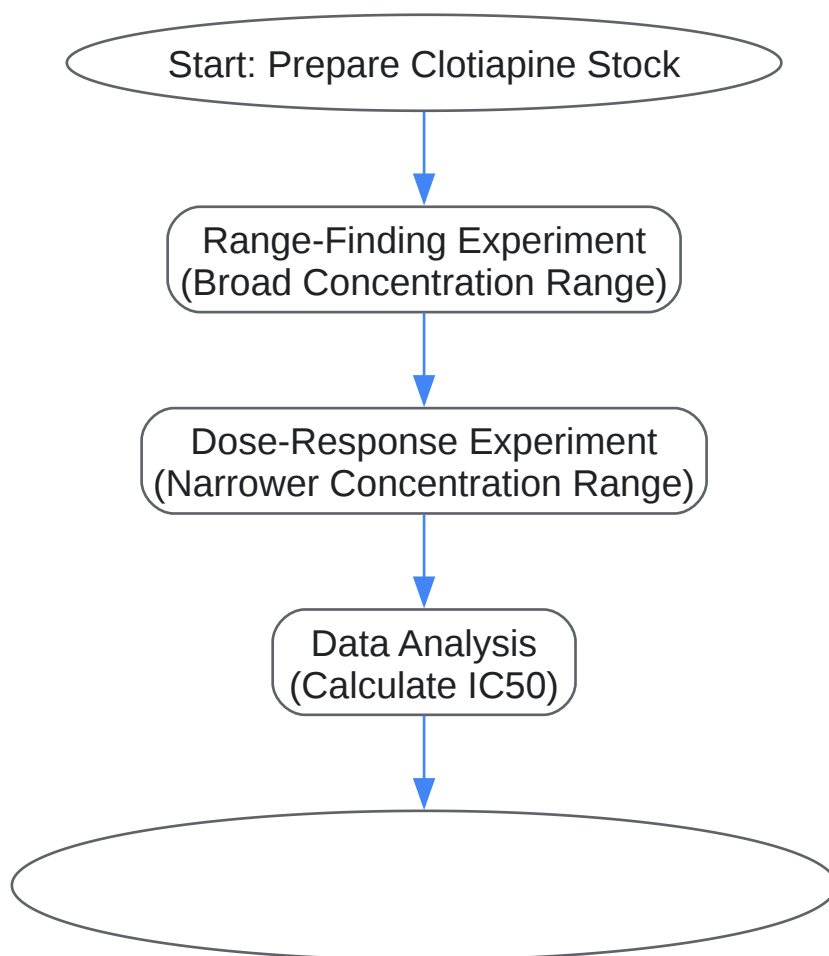 Start: Prepare Clotiapine Stock
Range-Finding Experiment
(Broad Concentration Range)
Dose-Response Experiment
(Narrower Concentration Range)
Data Analysis
(Calculate IC50)